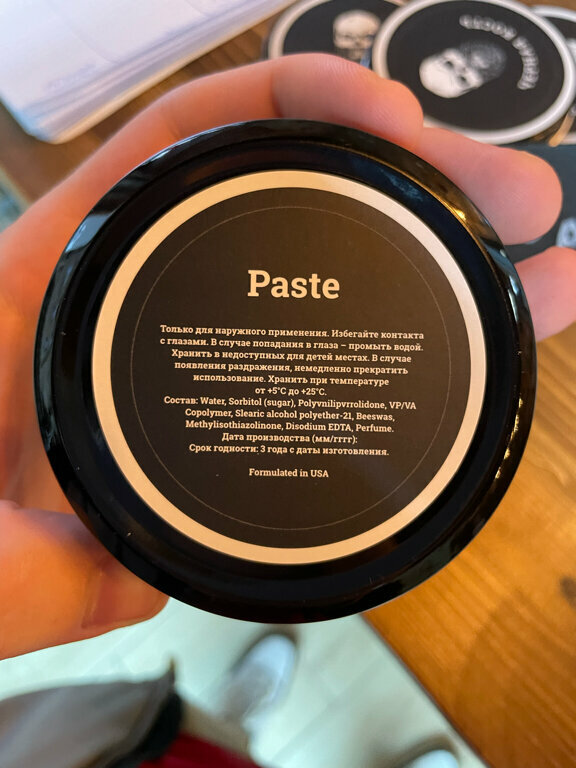 Paste
Только для наружного применения. Избегайте контакта
с глазами. В случае попадания в глаза – промыть водой.
Хранить в недоступных для детей местах. В случае
появления раздражения, немедленно прекратить
использование. Хранить при температуре
от +5°C до +25°C.
Состав: Water, Sorbitol (sugar), Polyvnilipvrrolidone, VP/VA
Copolymer, Slearic alcohol polyether-21, Beeswas,
Methylisothiazolinone, Disodium EDTA, Perfume.
Дата производства (мм/гггг):
Срок годности: 3 года с даты изготовления.
Formulated in USA